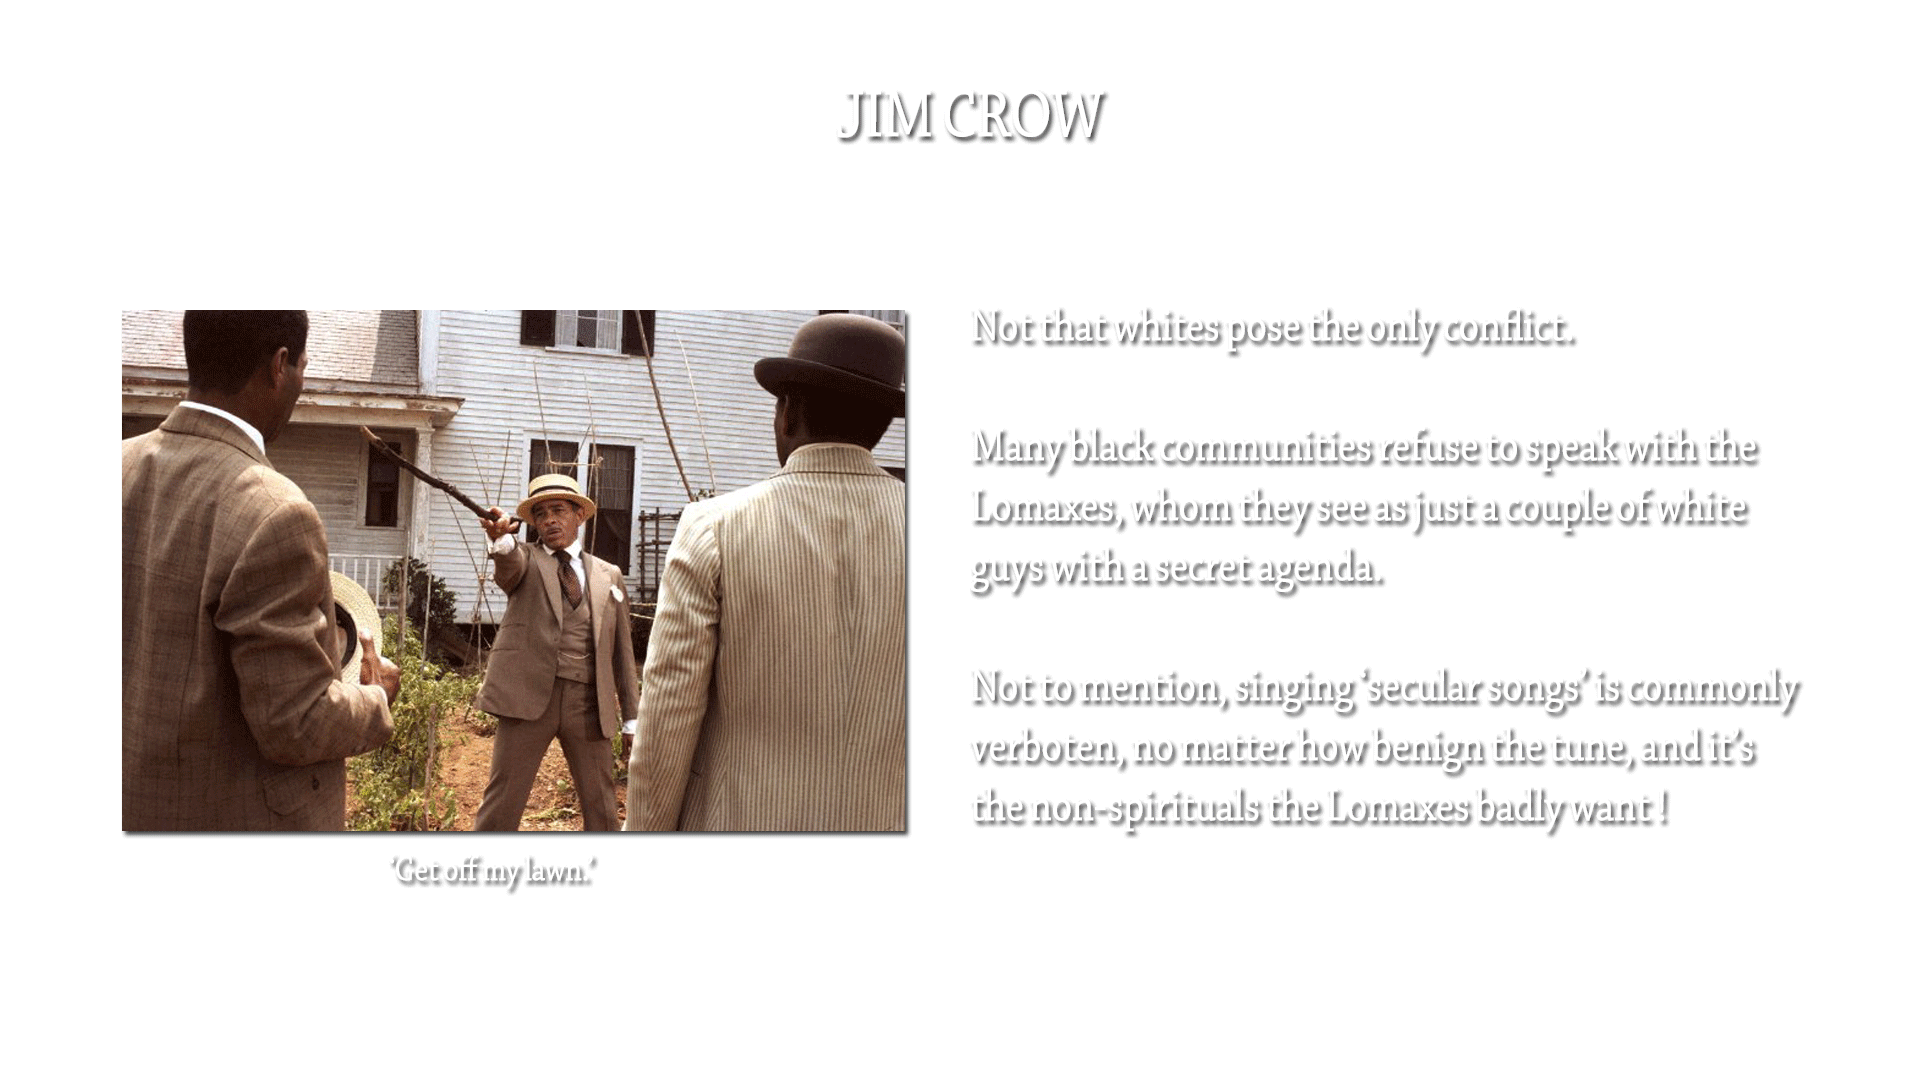 JIM CROW
Not that whites pose the only conflict.
Many black communities refuse to speak with the
Lomaxes, whom they see as just a couple of white
guys with a secret agenda.
Not to mention, singing ‘secular songs’ is commonly
verboten, no matter how benign the tune, and it’s
the non-spirituals the Lomaxes badly want !
‘Get off my lawn.’